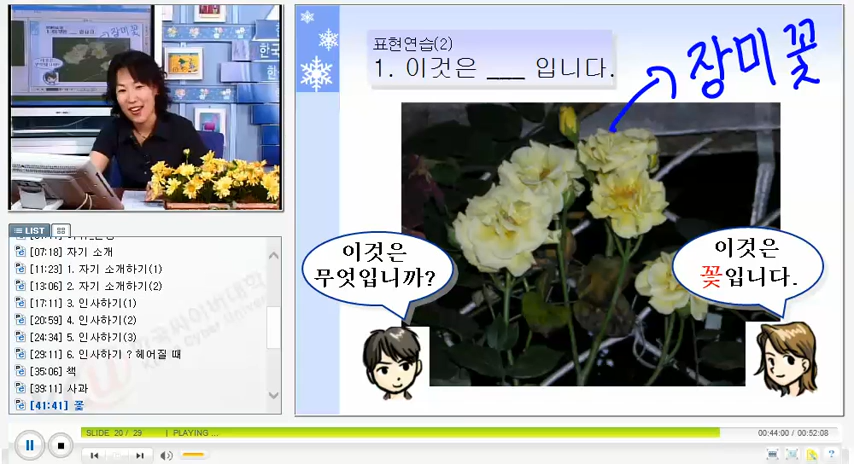 표현연습(2)
1. 이것은 ___ 입니다.
장미꽃
이것은
무엇입니까?
이것은
꽃입니다.
LIST
[07:18] 자기 소개
[11:23] 1. 자기 소개하기(1)
[13:06] 2. 자기 소개하기(2)
[17:11] 3. 인사하기(1)
[20:59] 4. 인사하기(2)
[24:34] 5. 인사하기(3)
[29:11] 6. 인사하기 ? 헤어질 때
[35:06] 책
[39:11] 사과
[41:41] 꽃
SLIDE 20 / 29 | PLAYING ...
00:44:00 / 00:52:08